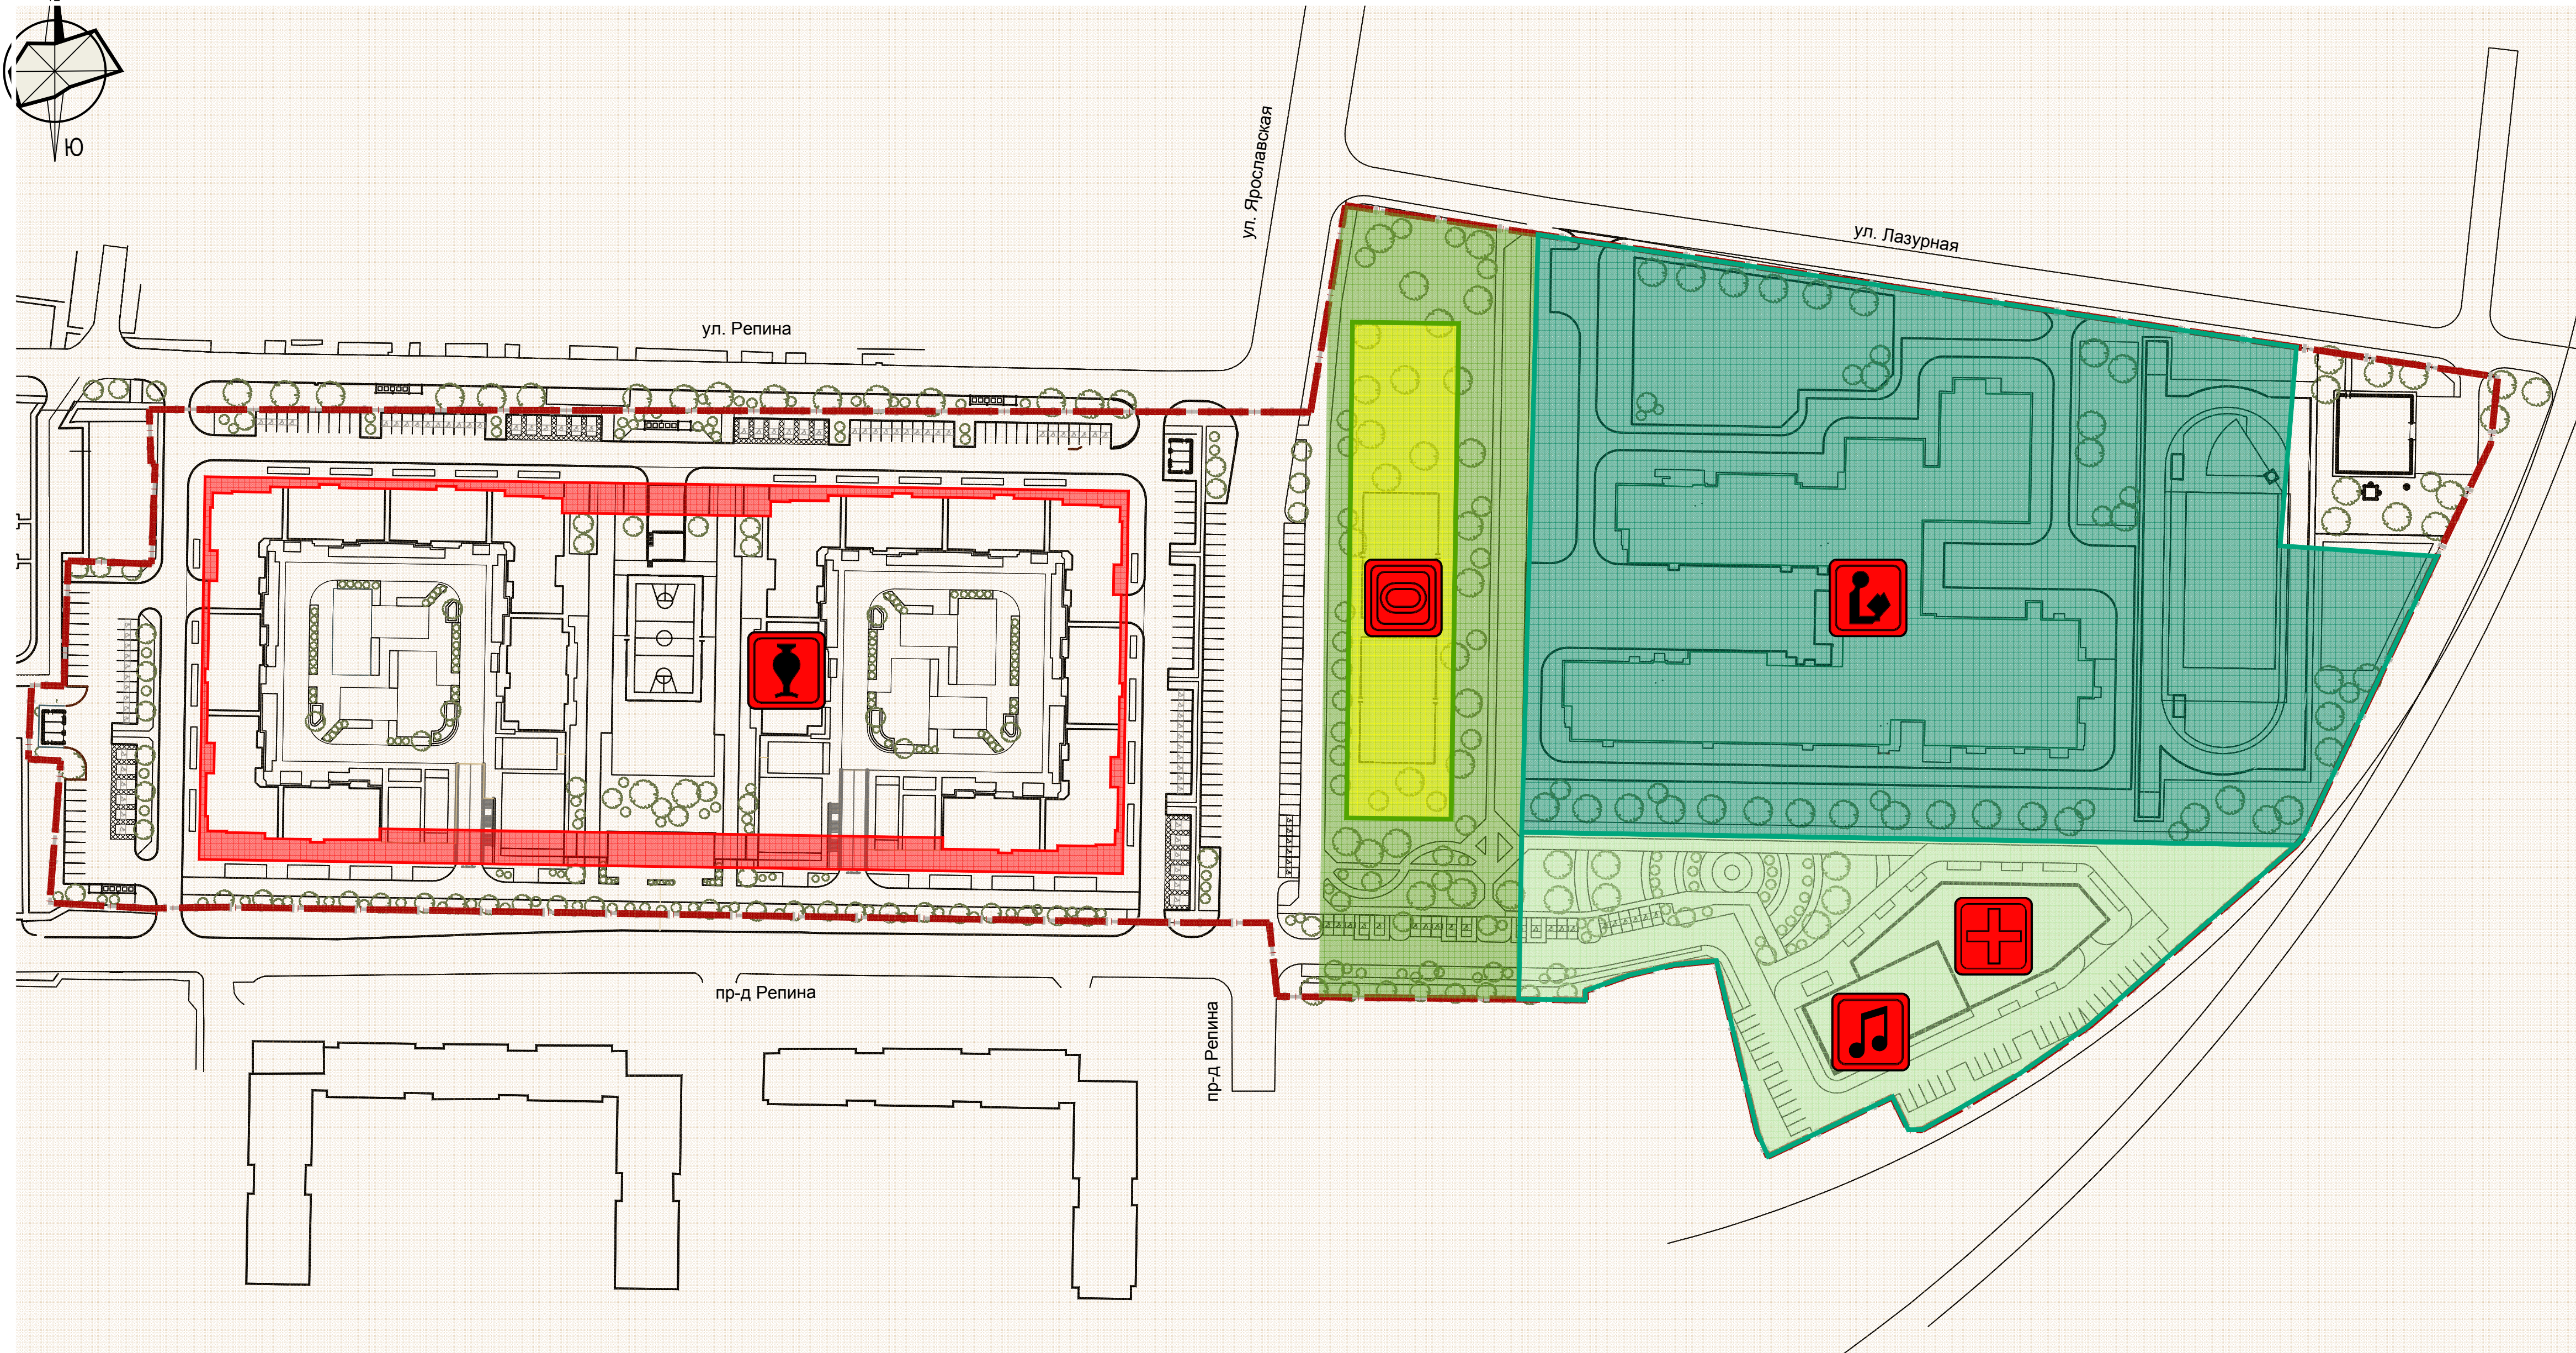 Ю
ул. Ярославская
ул. Лазурная
ул. Репина
пр-д Репина
пр-д Репина